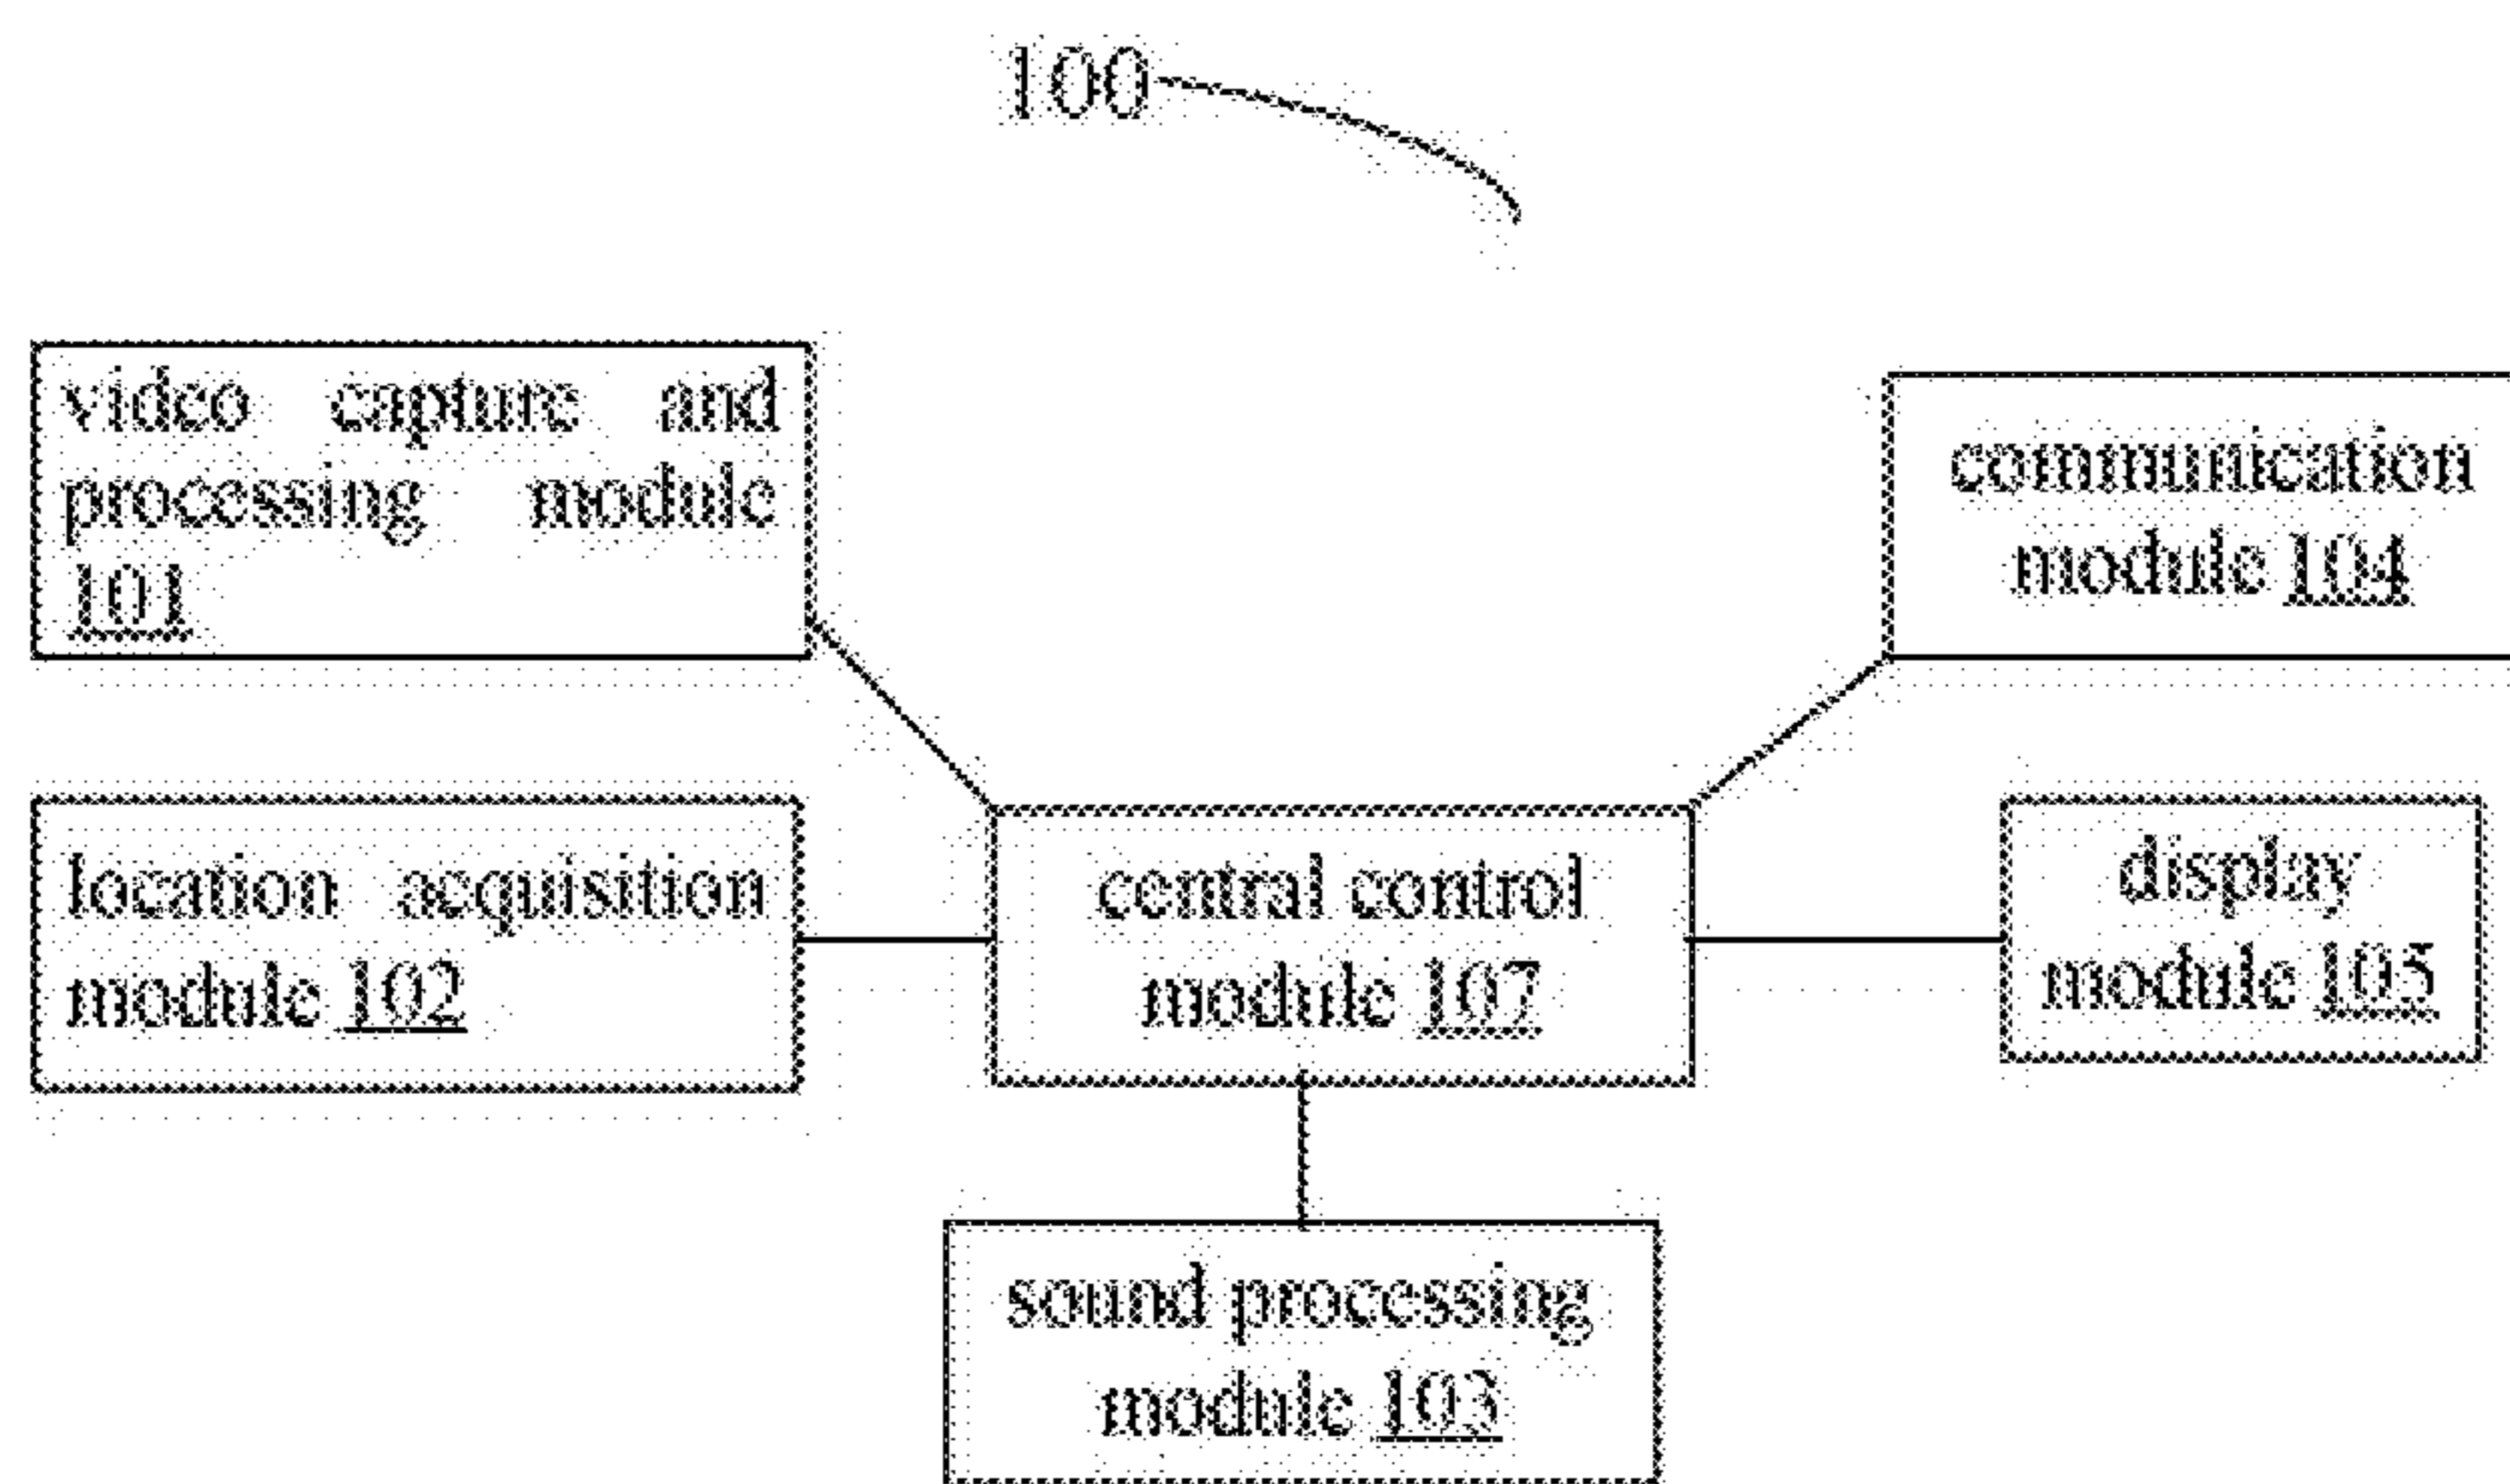 100
video capture and
processing module
101
communication
module 104
location acquisition
module 102
central control
module 107
display
module 105
sound processing
module 103